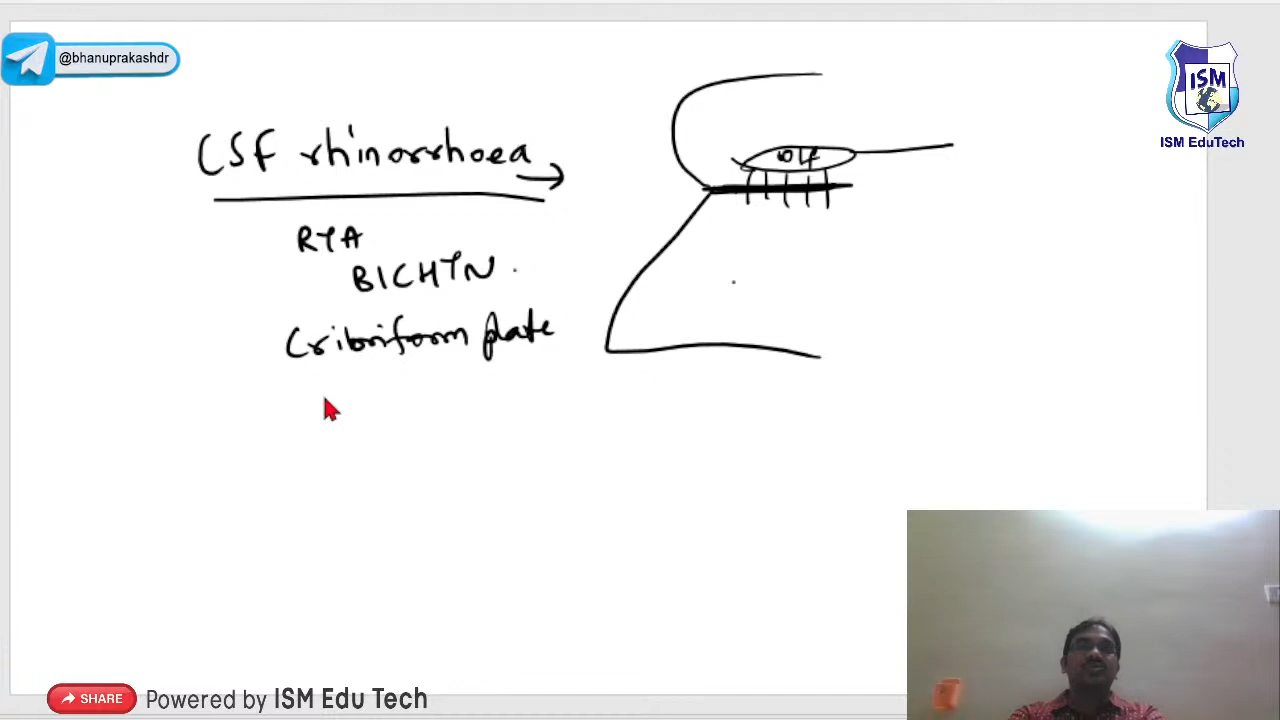 @bhanuprakashdr
ISM
ISM EduTech
CSF rhinorrhoea
olf
RTA
BICHTN
Cribriform plate
SHARE
Powered by ISM Edu Tech